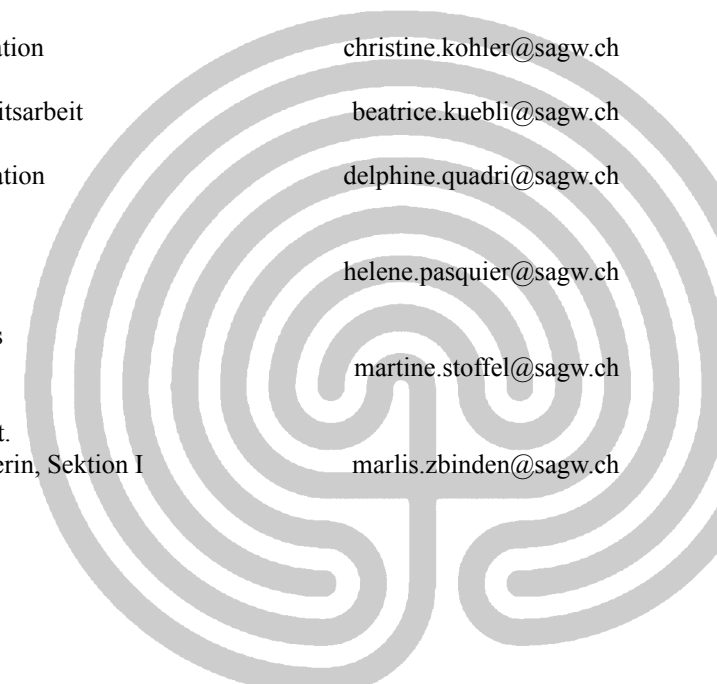 ation christine.kohler@sagw.ch
itsarbeit beatrice.kuebli@sagw.ch
ation delphine.quadri@sagw.ch
helene.pasquier@sagw.ch
s
martine.stoffel@sagw.ch
t.
erin, Sektion I marlis.zbinden@sagw.ch